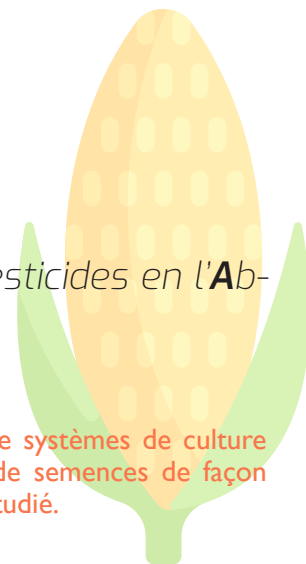 esticides en l'Ab-
e systèmes de culture
de semences de façon
tudié.